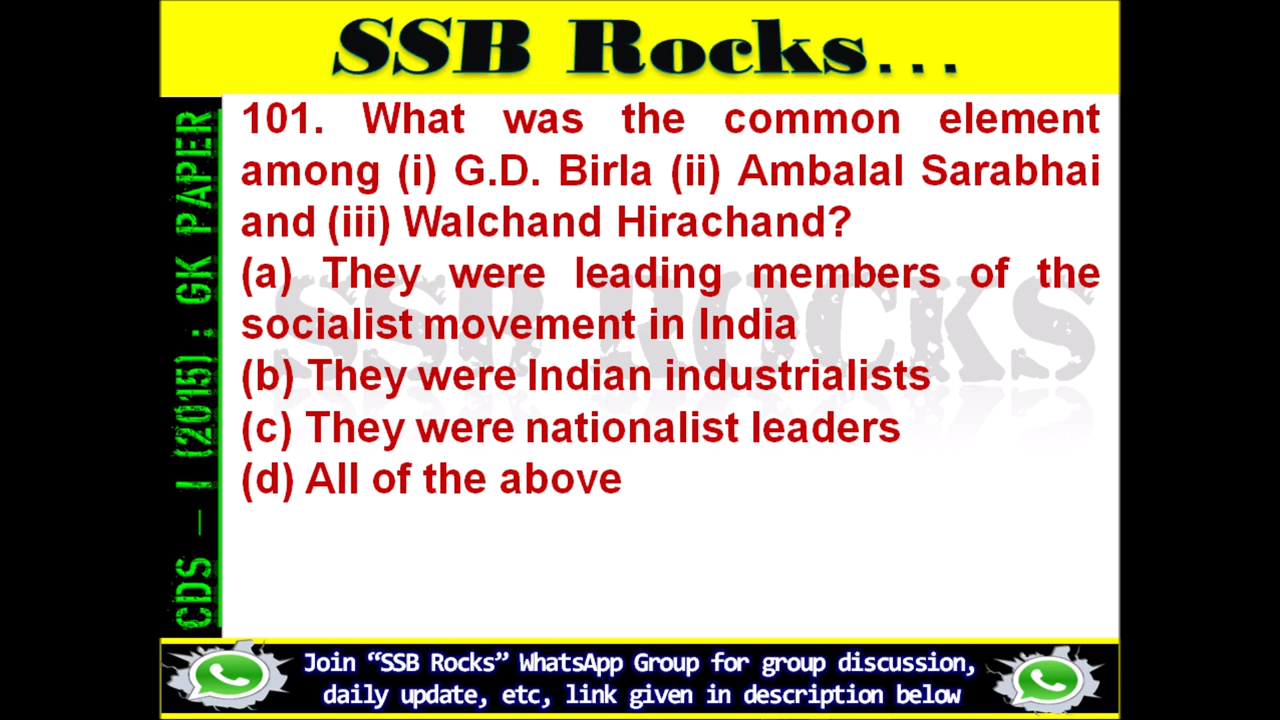 SSB Rocks...
CDS – I (2015) : GK PAPER
101. What was the common element
among (i) G.D. Birla (ii) Ambalal Sarabhai
and (iii) Walchand Hirachand?
(a) They were leading members of the
socialist movement in India
(b) They were Indian industrialists
(c) They were nationalist leaders
(d) All of the above
SSB ROCKS
Join “SSB Rocks” WhatsApp Group for group discussion,
daily update, etc, link given in description below